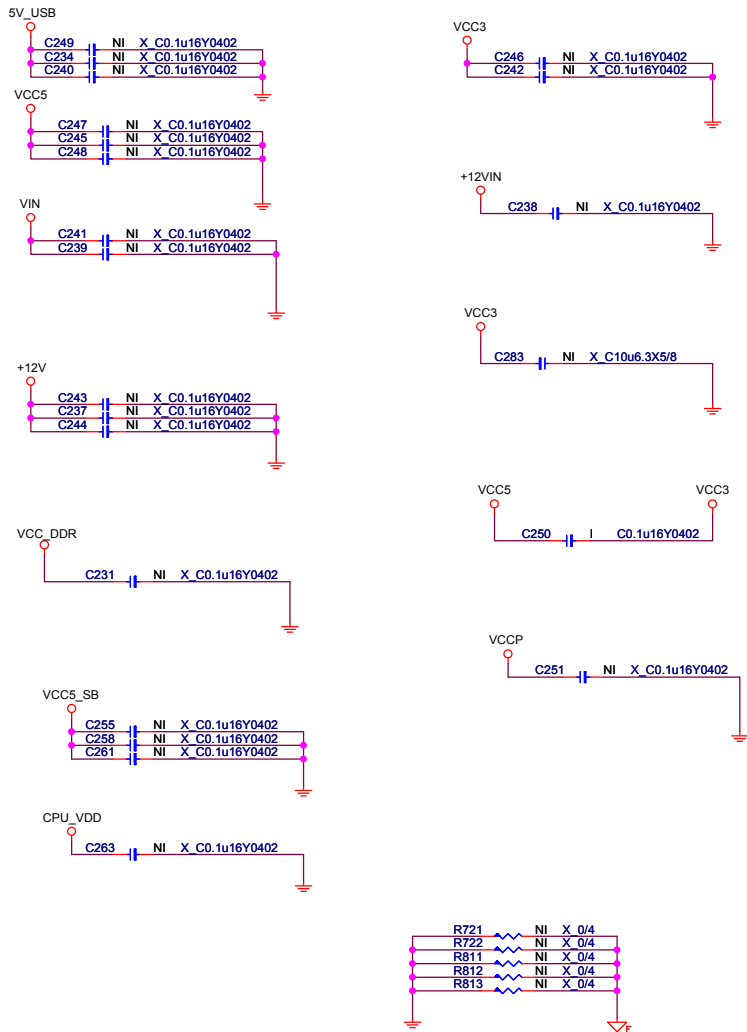 5V_USB
C249 NI X_C0.1u16Y0402
C234 NI X_C0.1u16Y0402
C240 NI X_C0.1u16Y0402
VCC5
C247 NI X_C0.1u16Y0402
C245 NI X_C0.1u16Y0402
C248 NI X_C0.1u16Y0402
VIN
C241 NI X_C0.1u16Y0402
C239 NI X_C0.1u16Y0402
+12V
C243 NI X_C0.1u16Y0402
C237 NI X_C0.1u16Y0402
C244 NI X_C0.1u16Y0402
VCC_DDR
C231 NI X_C0.1u16Y0402
VCC5_SB
C255 NI X_C0.1u16Y0402
C258 NI X_C0.1u16Y0402
C261 NI X_C0.1u16Y0402
CPU_VDD
C263 NI X_C0.1u16Y0402
VCC3
C246 NI X_C0.1u16Y0402
C242 NI X_C0.1u16Y0402
+12VIN
C238 NI X_C0.1u16Y0402
VCC3
C283 NI X_C10u6.3X5/8
VCC5 VCC3
C250 I C0.1u16Y0402
VCCP
C251 NI X_C0.1u16Y0402
R721 NI X_0/4
R722 NI X_0/4
R811 NI X_0/4
R812 NI X_0/4
R813 NI X_0/4
F